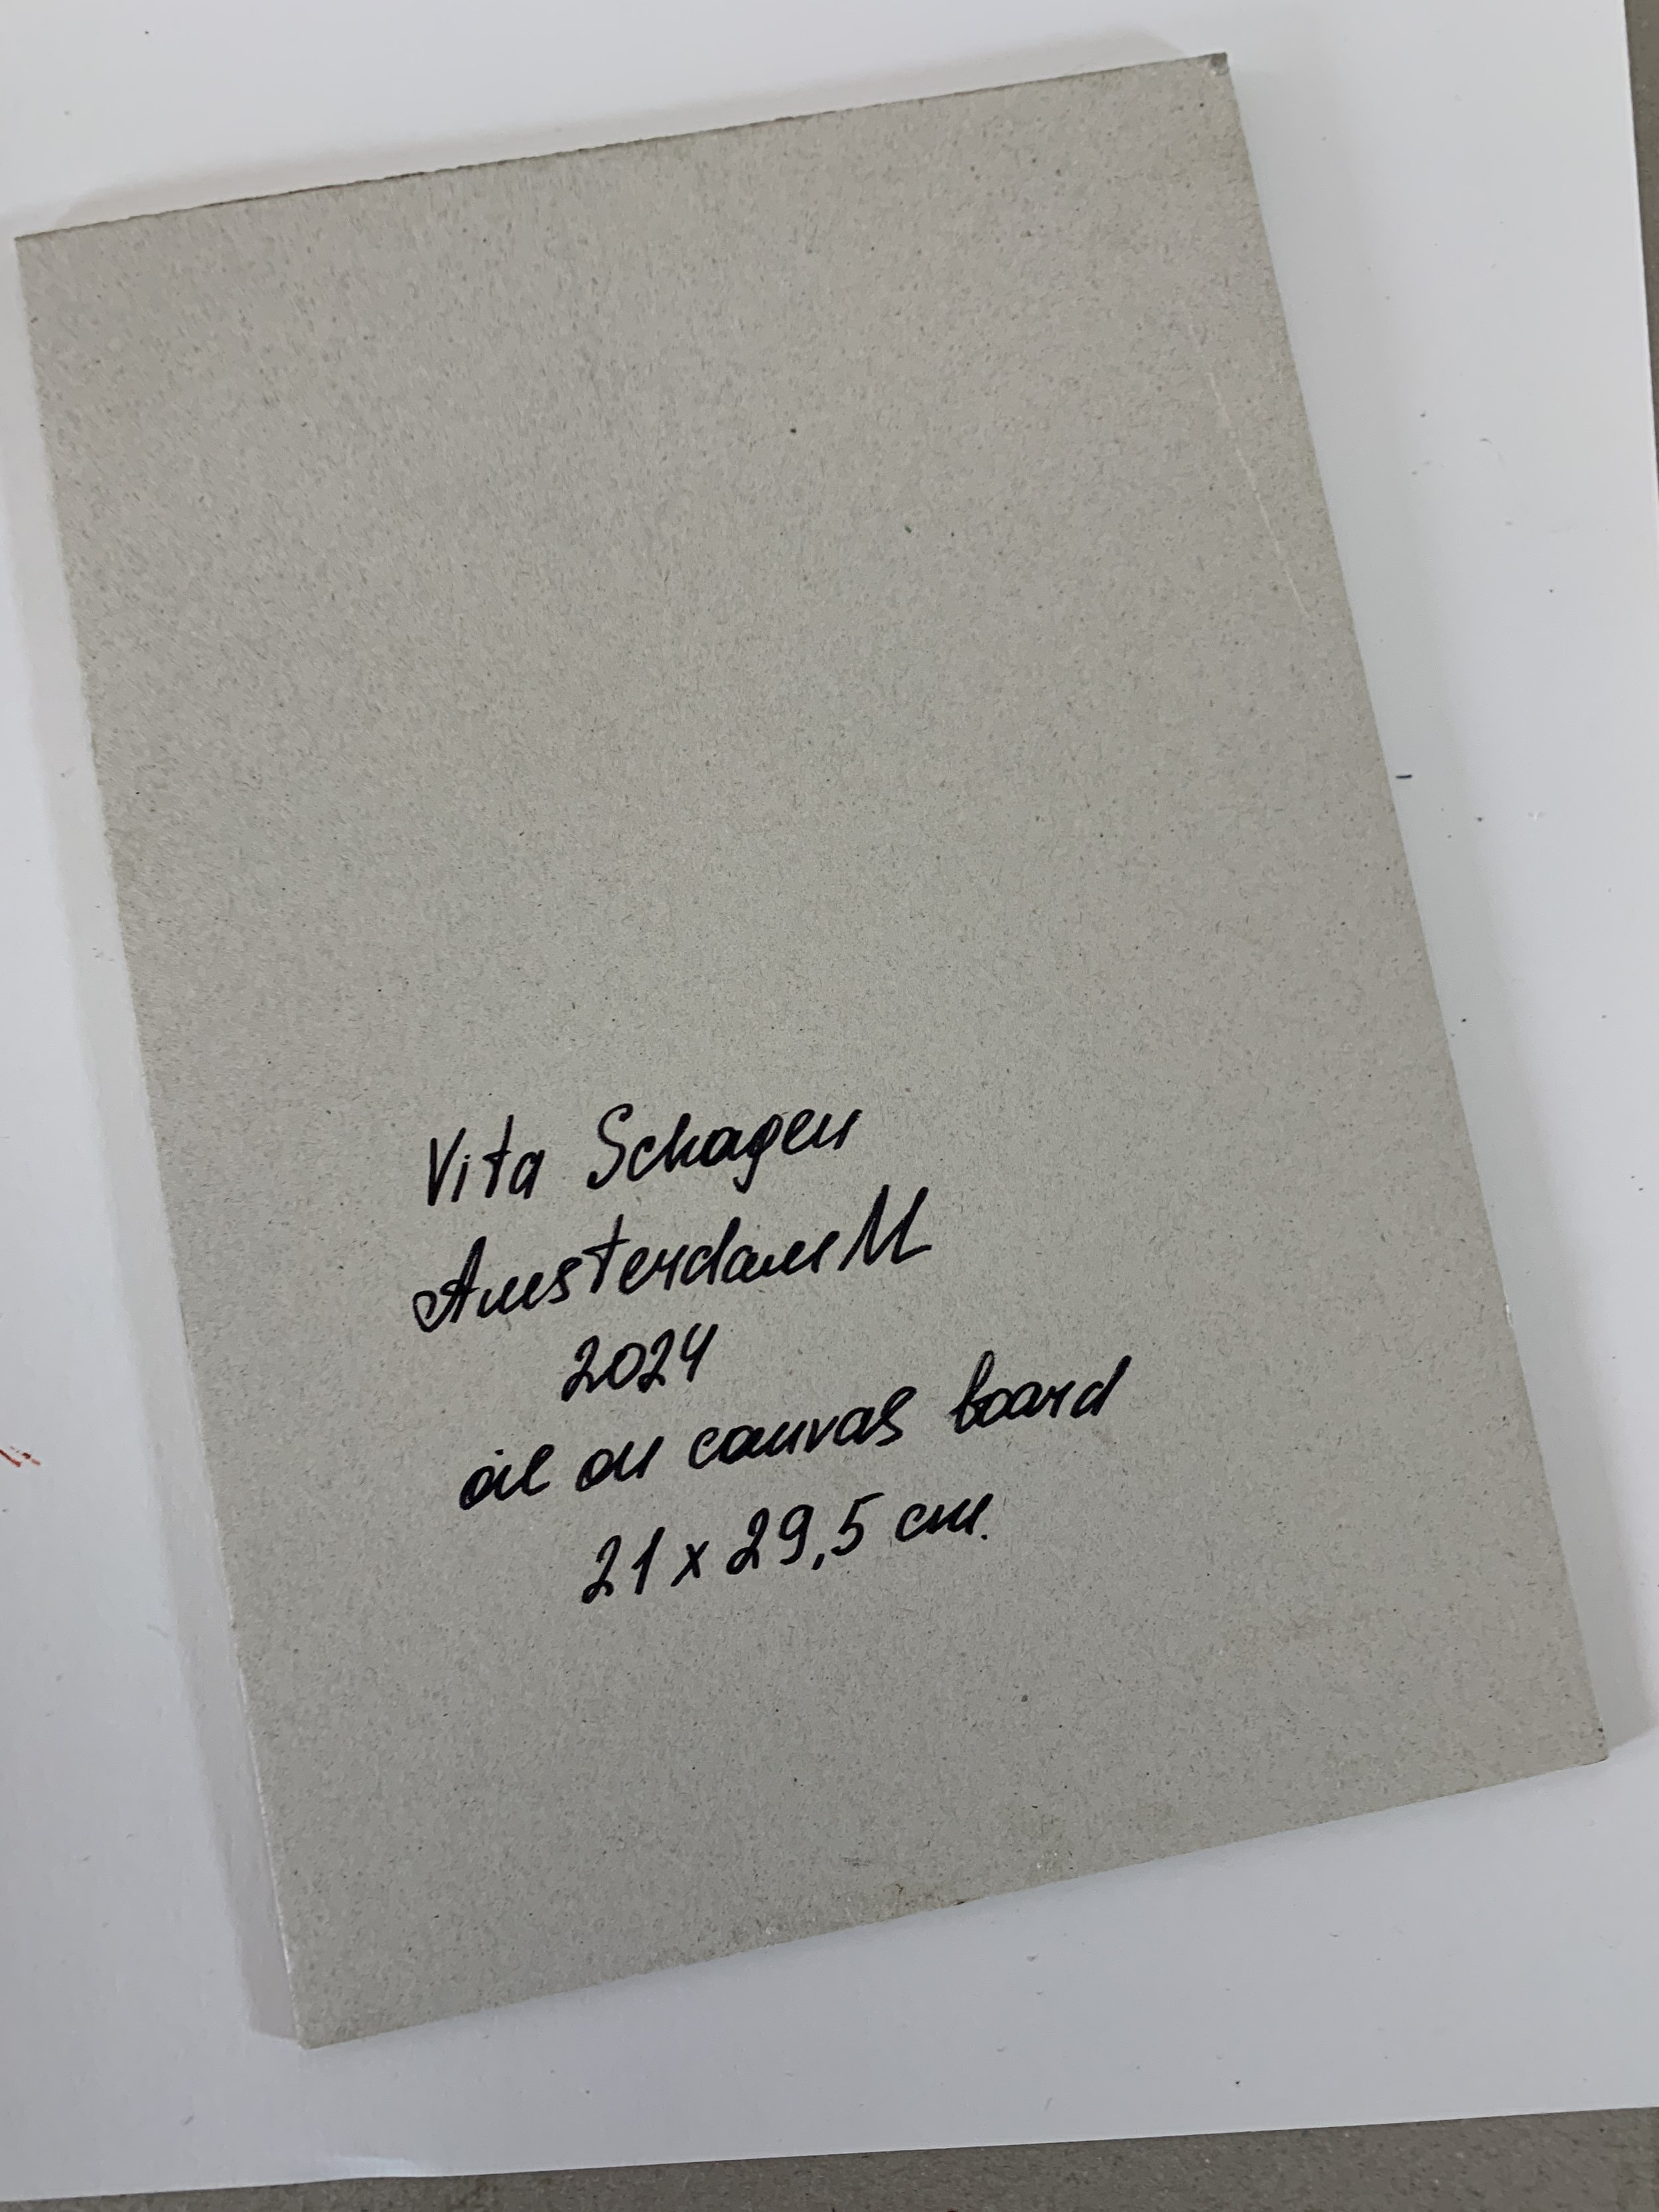 Vita Schagen
AmsterdamM
2024
oil on canvas board
21 x 29,5 cm.